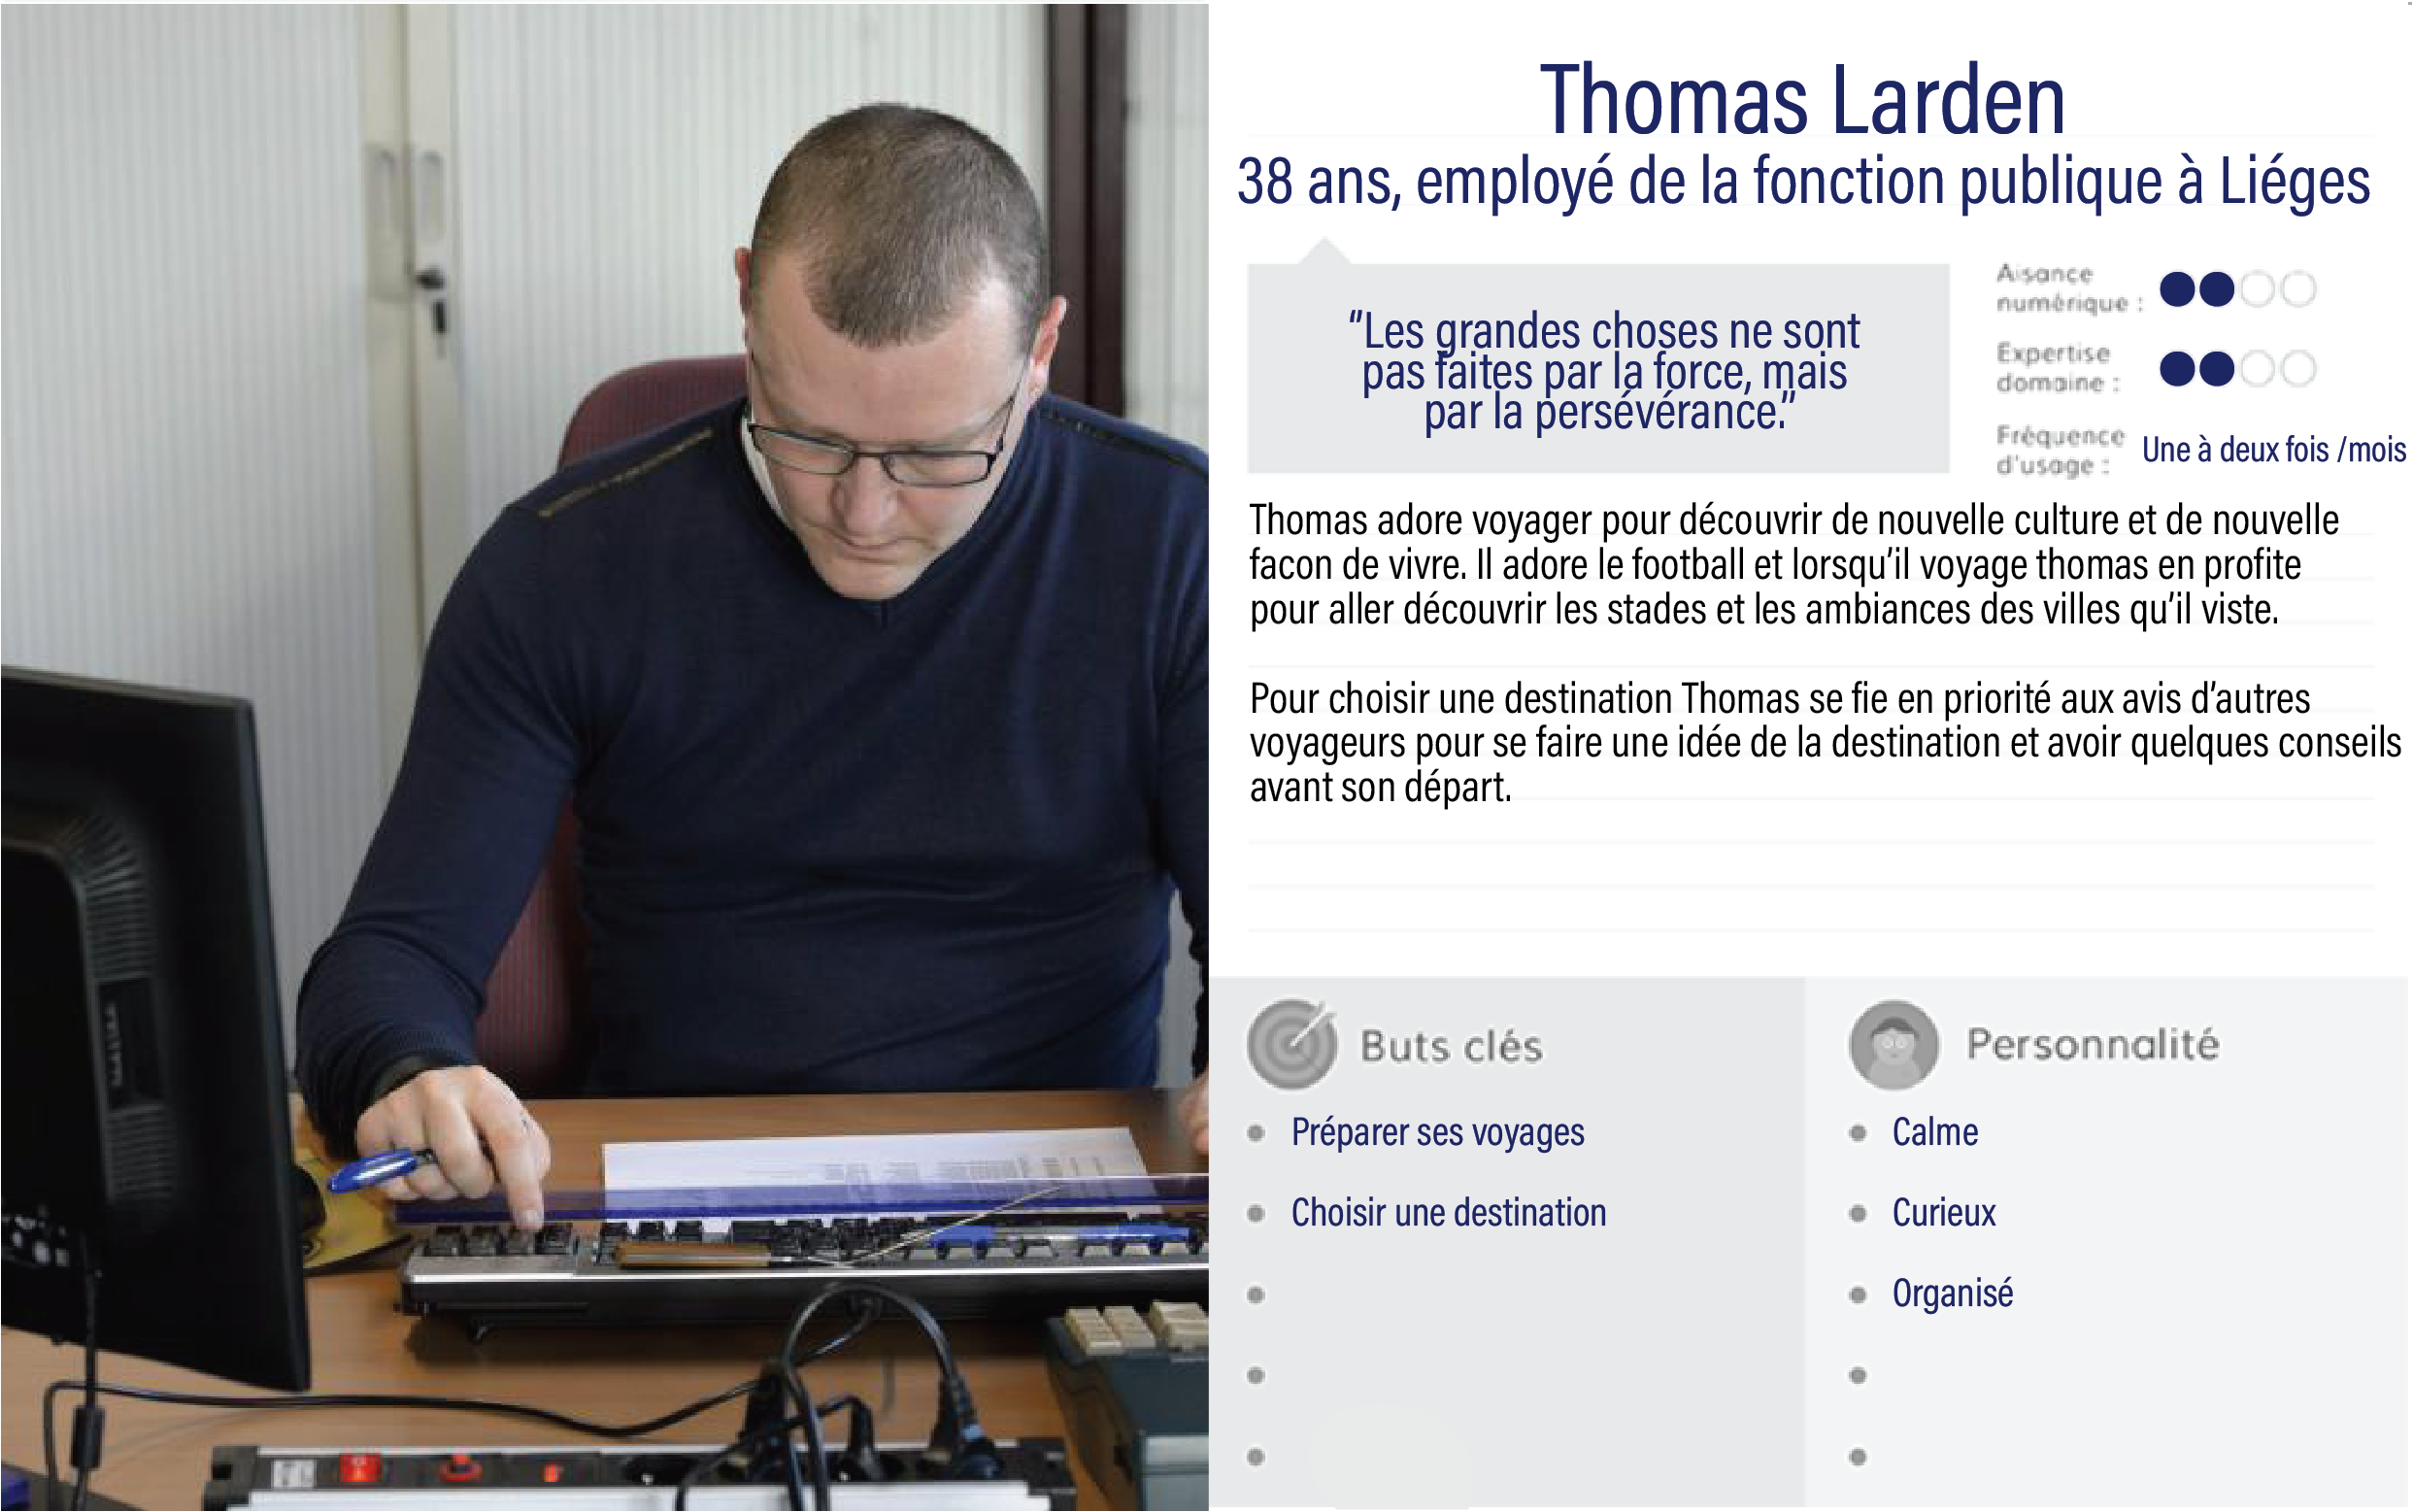 Thomas Larden
38 ans, employé de la fonction publique à Liéges
“Les grandes choses ne sont
pas faites par la force, mais
par la persévérance.”
Aisance
numérique :
Expertise
domaine :
Fréquence
d'usage :
Une à deux fois /mois
Thomas adore voyager pour découvrir de nouvelle culture et de nouvelle
facon de vivre. Il adore le football et lorsqu’il voyage thomas en profite
pour aller découvrir les stades et les ambiances des villes qu’il viste.
Pour choisir une destination Thomas se fie en priorité aux avis d’autres
voyageurs pour se faire une idée de la destination et avoir quelques conseils
avant son départ.
Buts clés
Préparer ses voyages
Choisir une destination
Personnalité
Calme
Curieux
Organisé